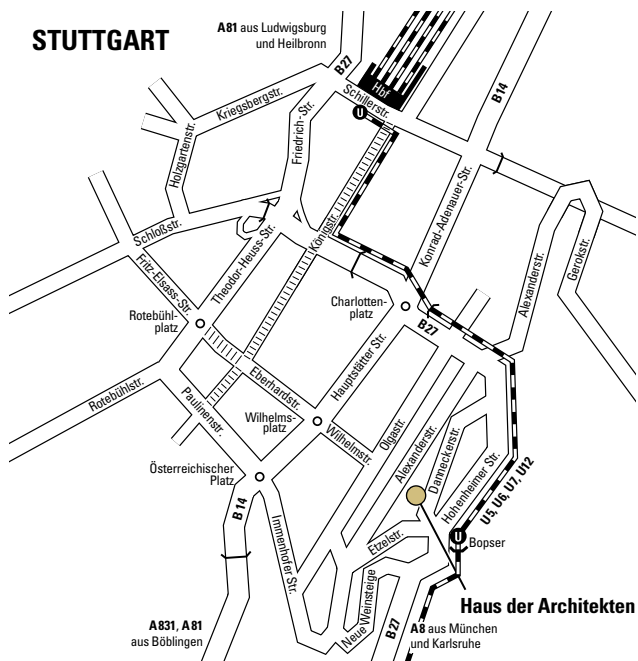 STUTTGART
A81 aus Ludwigsburg
und Heilbronn
B27
Hbf
Schillerstr.
U
B14
Kriegsbergstr.
Holzgartenstr.
Friedrich-Str.
Königstr.
Konrad-Adenauer-Str.
Schloßstr.
Theodor-Heuss-Str.
Fritz-Elsass-Str.
Alexanderstr.
Gerokstr.
Charlotten-
platz
B27
Rotebühl-
platz
Rotebühlstr.
Eberhardstr.
Hauptstätter Str.
Paulinenstr.
Wilhelms-
platz
Wilhelmstr.
Olgastr.
Alexanderstr.
Danneckerstr.
Hohenheimer Str.
U5, U6, U7, U12
Österreichischer
Platz
B14
Immenhofer Str.
Etzelstr.
U
Bopser
Neue Weinsteige
B27
Haus der Architekten
A831, A81
aus Böblingen
A8 aus München
und Karlsruhe